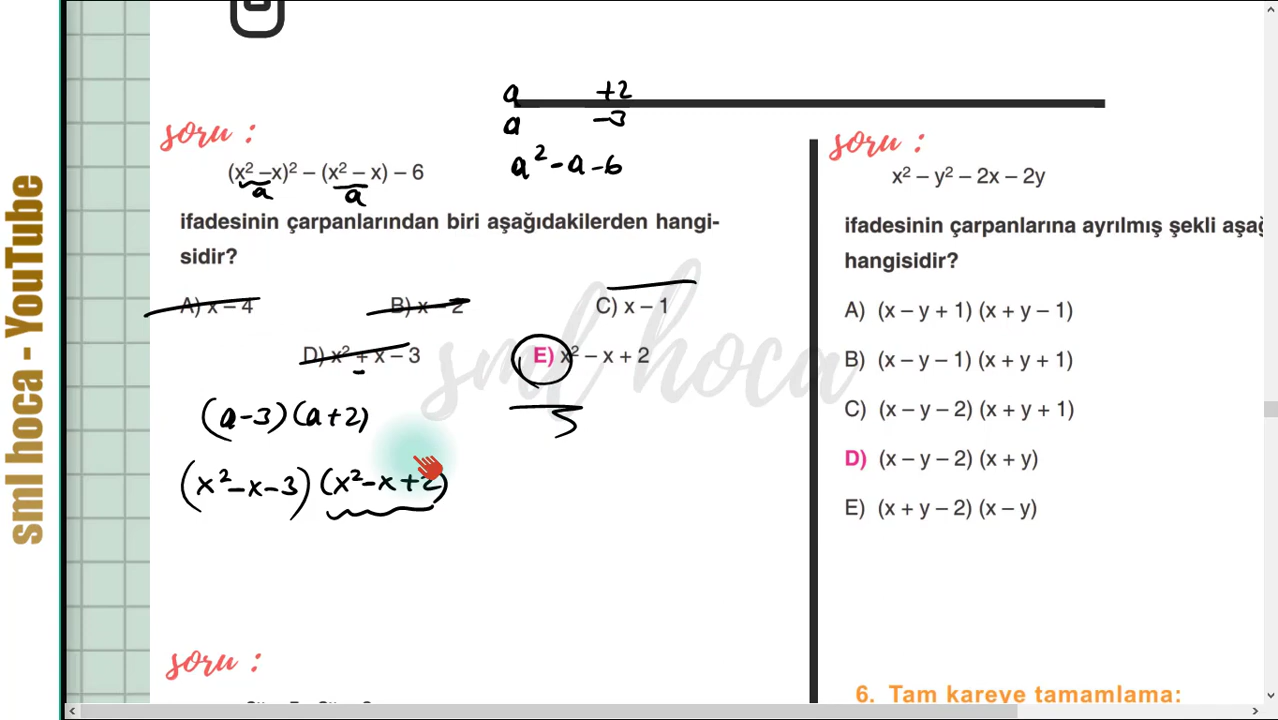 sml hoca - YouTube
a +2
a -3
a² - a - 6
soru :
(x² – x)² – (x² – x) – 6
a a
ifadesinin çarpanlarından biri aşağıdakilerden hangi-
sidir?
A) x – 4 B) x – 2 C) x – 1
D) x² + x – 3 E) x² – x + 2
(a-3)(a+2)
(x²-x-3)(x²-x+2)
sml hoca
soru :
soru :
x² – y² – 2x – 2y
ifadesinin çarpanlarına ayrılmış şekli
hangisidir?
A) (x – y + 1) (x + y – 1)
B) (x – y – 1) (x + y + 1)
C) (x – y – 2) (x + y + 1)
D) (x – y – 2) (x + y)
E) (x + y – 2) (x – y)
6. Tam kareye tamamlama: